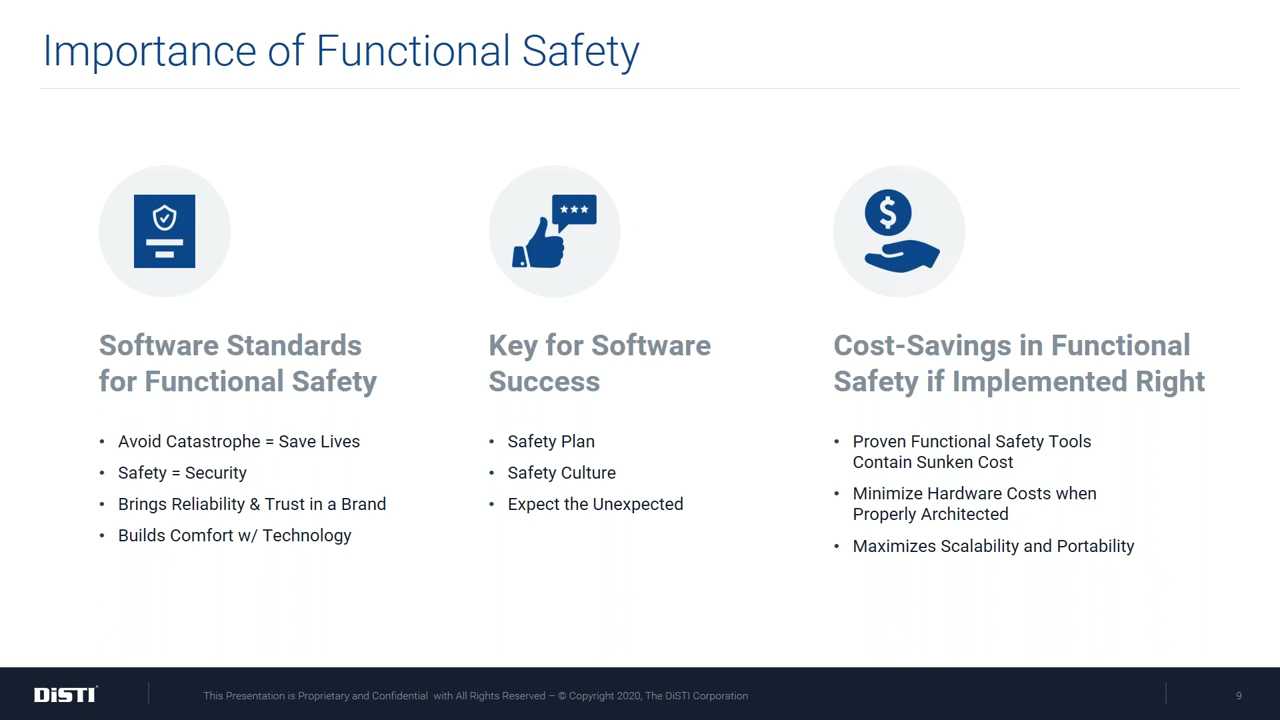 Importance of Functional Safety
Software Standards
for Functional Safety
• Avoid Catastrophe = Save Lives
• Safety = Security
• Brings Reliability & Trust in a Brand
• Builds Comfort w/ Technology
Key for Software
Success
• Safety Plan
• Safety Culture
• Expect the Unexpected
$
Cost-Savings in Functional
Safety if Implemented Right
• Proven Functional Safety Tools
Contain Sunken Cost
• Minimize Hardware Costs when
Properly Architected
• Maximizes Scalability and Portability
DiSTI
This Presentation is Proprietary and Confidential with All Rights Reserved – © Copyright 2020, The DiSTI Corporation
9